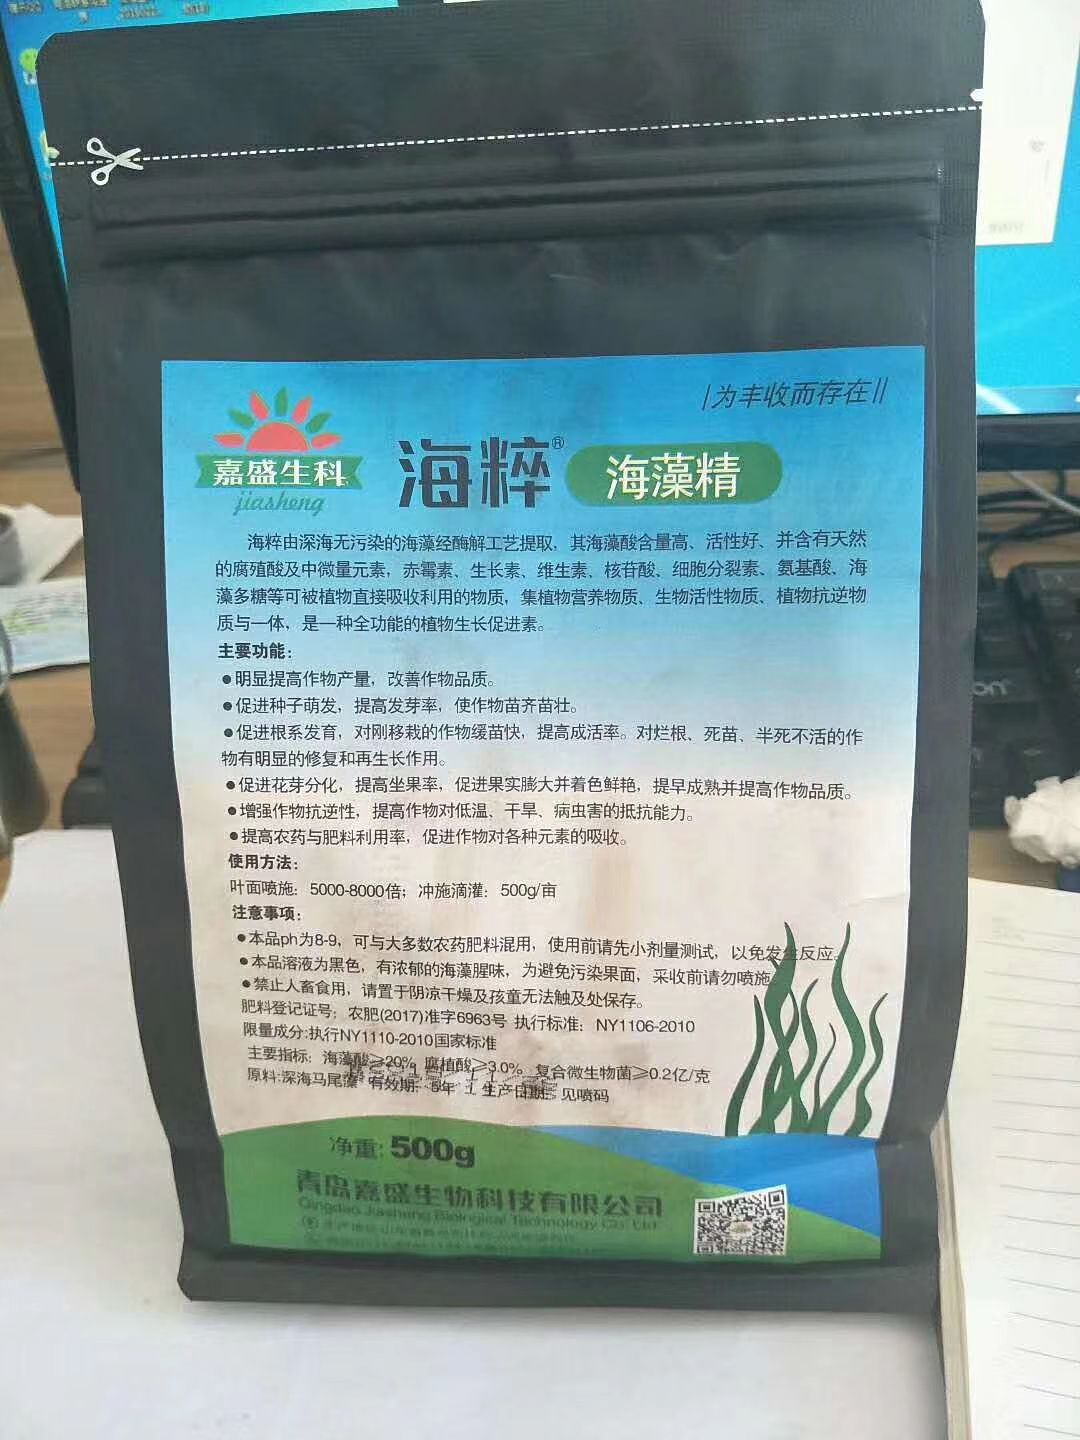 为丰收而存在
嘉盛生科
jiasheng
海粹® 海藻精
海粹由深海无污染的海藻经酶解工艺提取，其海藻酸含量高、活性好、并含有天然
的腐殖酸及中微量元素，赤霉素、生长素、维生素、核苷酸、细胞分裂素、氨基酸、海
藻多糖等可被植物直接吸收利用的物质，集植物营养物质、生物活性物质、植物抗逆物
质与一体，是一种全功能的植物生长促进素。
主要功能：
●明显提高作物产量，改善作物品质。
●促进种子萌发，提高发芽率，使作物苗齐苗壮。
●促进根系发育，对刚移栽的作物缓苗快，提高成活率。对烂根、死苗、半死不活的作
物有明显的修复和再生长作用。
●促进花芽分化，提高坐果率，促进果实膨大并着色鲜艳，提早成熟并提高作物品质。
●增强作物抗逆性，提高作物对低温、干旱、病虫害的抵抗能力。
●提高农药与肥料利用率，促进作物对各种元素的吸收。
使用方法：
叶面喷施：5000-8000倍；冲施滴灌：500g/亩
注意事项：
●本品ph为8-9，可与大多数农药肥料混用，使用前请先小剂量测试，以免发生反应。
●本品溶液为黑色，有浓郁的海藻腥味，为避免污染果面，采收前请勿喷施
●禁止人畜食用，请置于阴凉干燥及孩童无法触及处保存。
肥料登记证号：农肥(2017)准字6963号 执行标准：NY1106-2010
限量成分:执行NY1110-2010国家标准
主要指标：海藻酸≥20% 腐植酸≥3.0% 复合微生物菌≥0.2亿/克
原料:深海马尾藻 有效期：5年 生产日期：见喷码
净重：500g
青岛嘉盛生物科技有限公司
Qingdao Jiasheng Biological Technology Co. Ltd